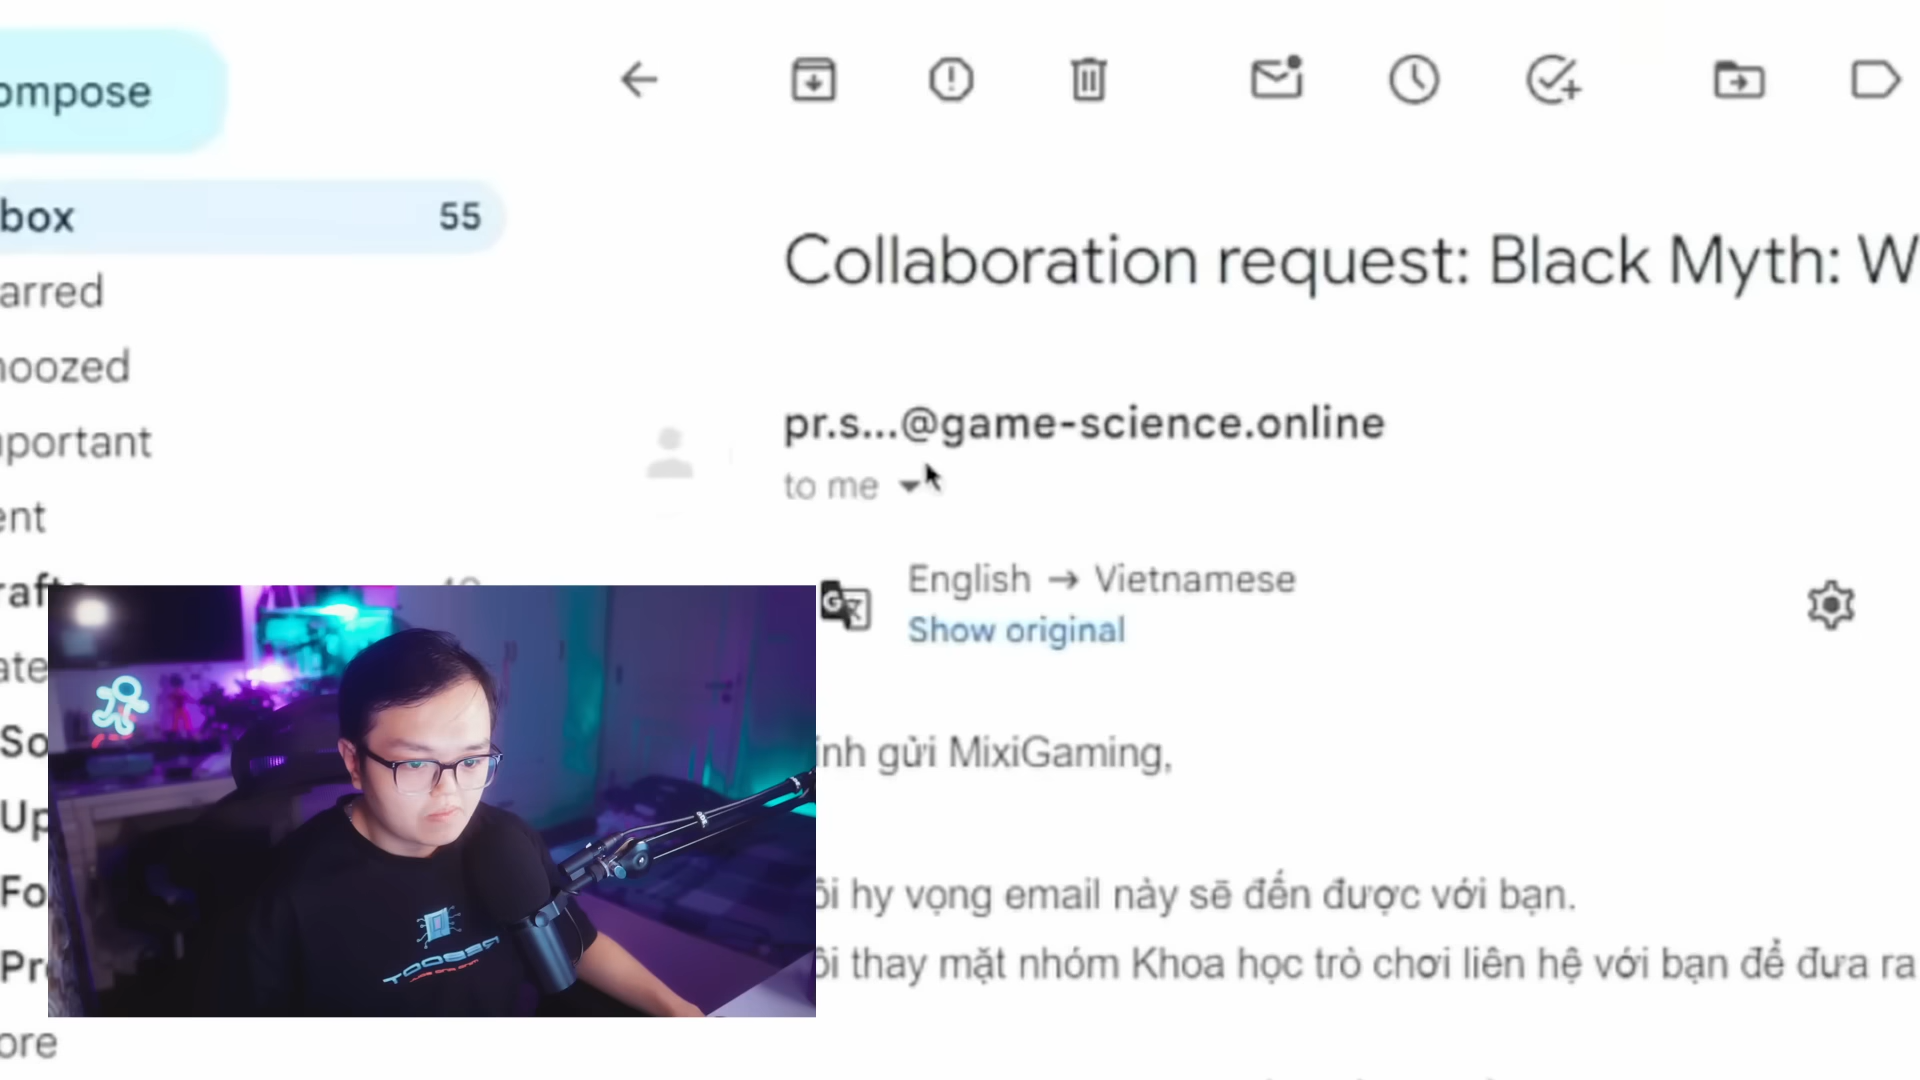 ompose
box 55
arred
noozed
portant
ent
Collaboration request: Black Myth: W
pr.s...@game-science.online
to me
English → Vietnamese
Show original
ính gửi MixiGaming,
ôi hy vọng email này sẽ đến được với bạn.
ôi thay mặt nhóm Khoa học trò chơi liên hệ với bạn để đưa ra
raf
ate
So
Up
Fo
Pr
ore